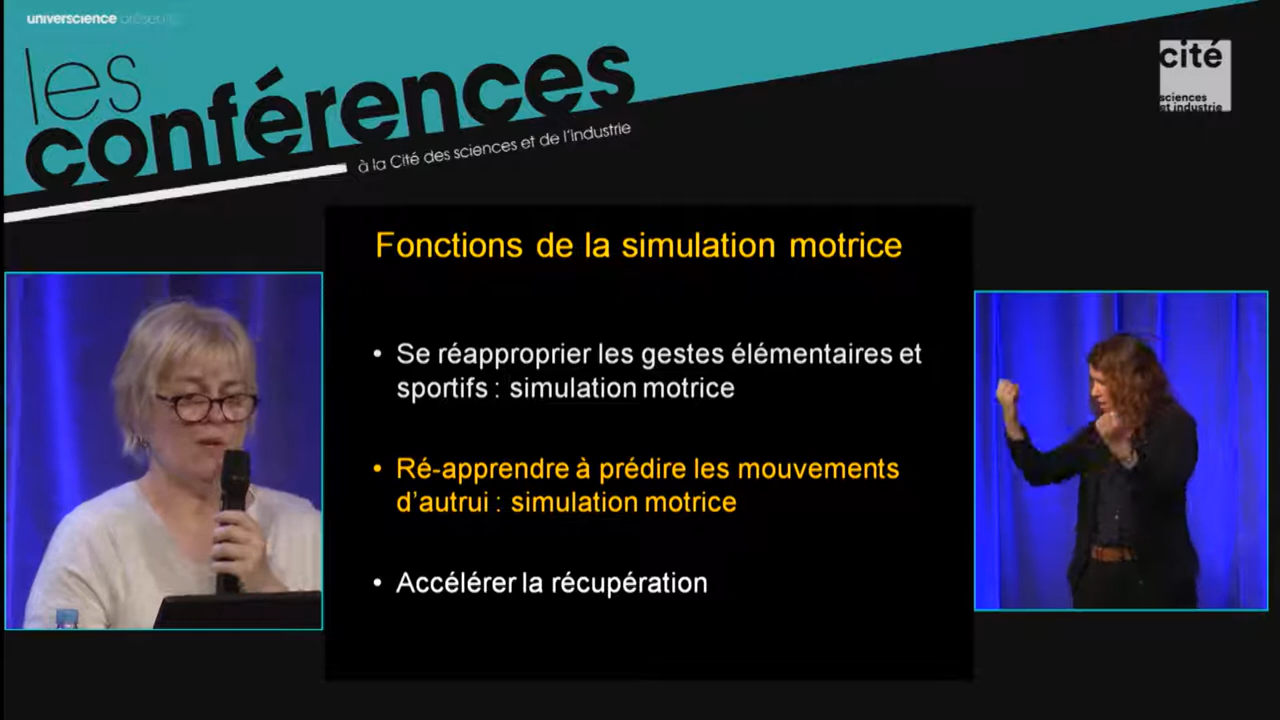 universcience présente
les
conférences
à la Cité des sciences et de l'industrie
cité
sciences
et industrie
Fonctions de la simulation motrice
• Se réapproprier les gestes élémentaires et
sportifs : simulation motrice
• Ré-apprendre à prédire les mouvements
d'autrui : simulation motrice
• Accélérer la récupération